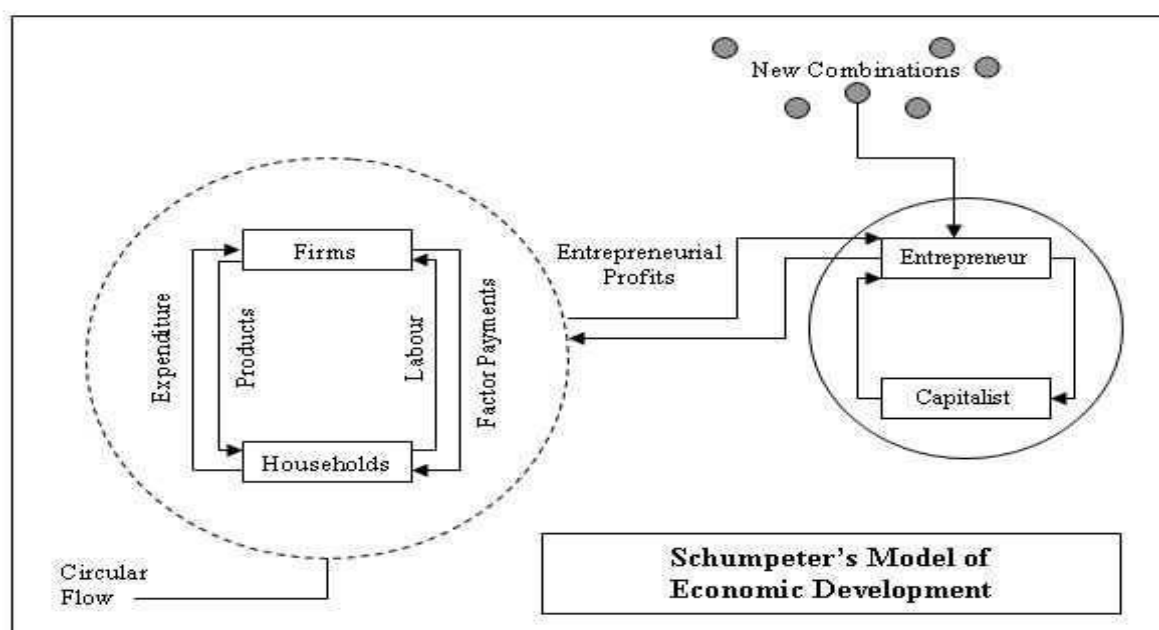 New Combinations
Firms
Entrepreneurial
Profits
Entrepreneur
Expenditure
Products
Labour
Factor Payments
Capitalist
Households
Circular
Flow
Schumpeter's Model of
Economic Development